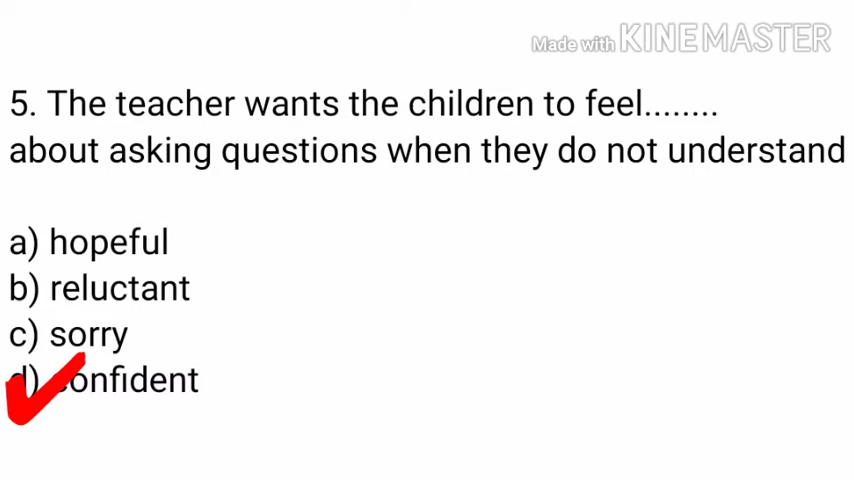 Made with KINEMASTER
5. The teacher wants the children to feel........
about asking questions when they do not understand
a) hopeful
b) reluctant
c) sorry
d) confident